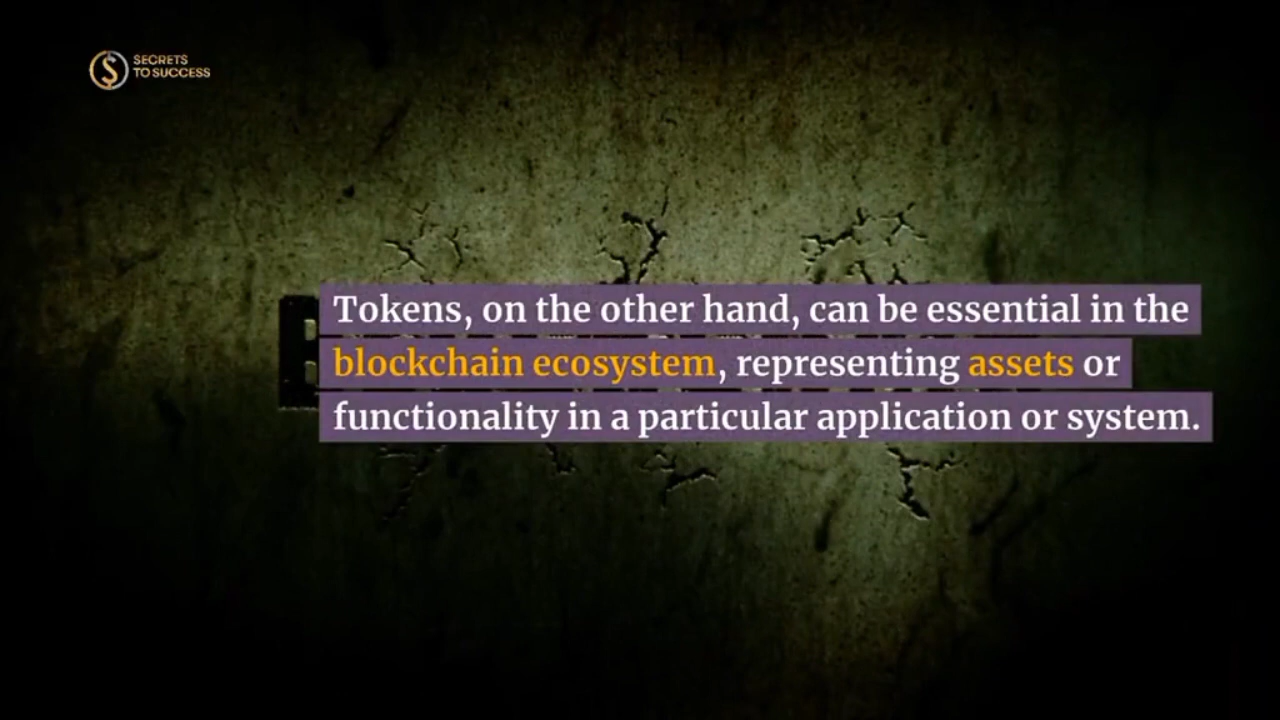 SECRETS
TO SUCCESS
Tokens, on the other hand, can be essential in the
blockchain ecosystem, representing assets or
functionality in a particular application or system.